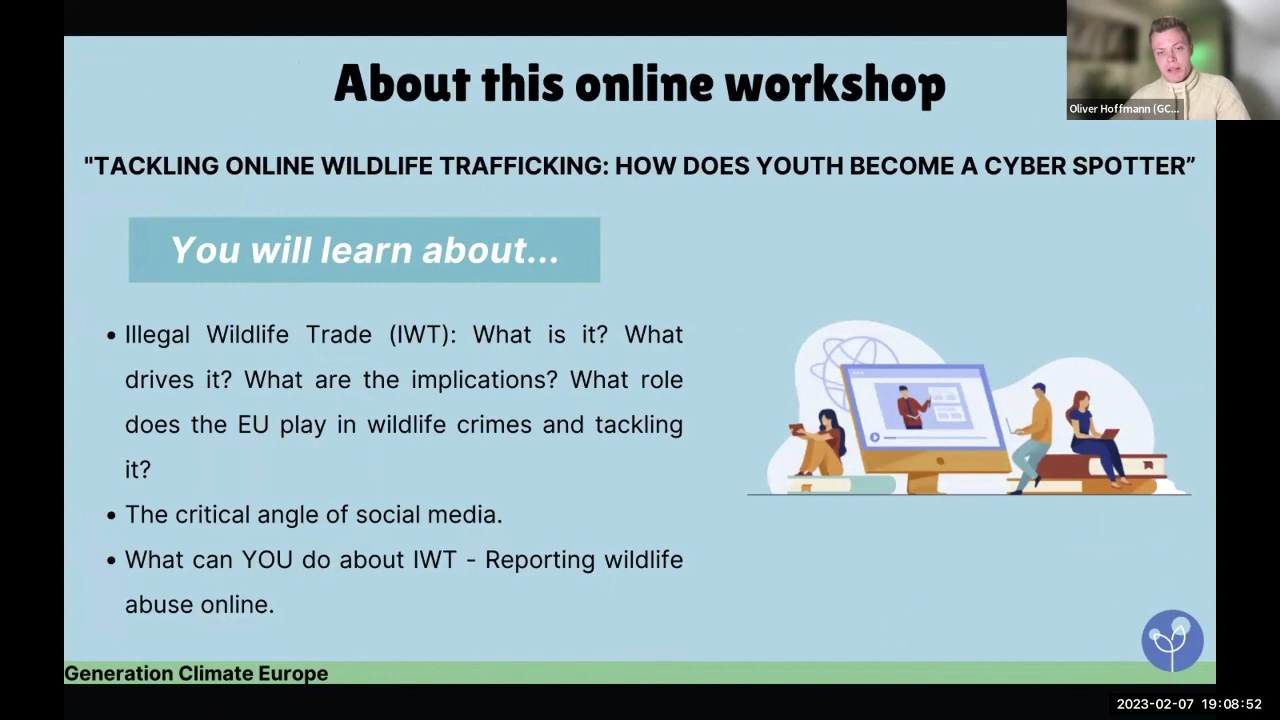 About this online workshop
Oliver Hoffmann (GC...
"TACKLING ONLINE WILDLIFE TRAFFICKING: HOW DOES YOUTH BECOME A CYBER SPOTTER”
You will learn about...
• Illegal Wildlife Trade (IWT): What is it? What
drives it? What are the implications? What role
does the EU play in wildlife crimes and tackling
it?
• The critical angle of social media.
• What can YOU do about IWT - Reporting wildlife
abuse online.
Generation Climate Europe
2023-02-07 19:08:52